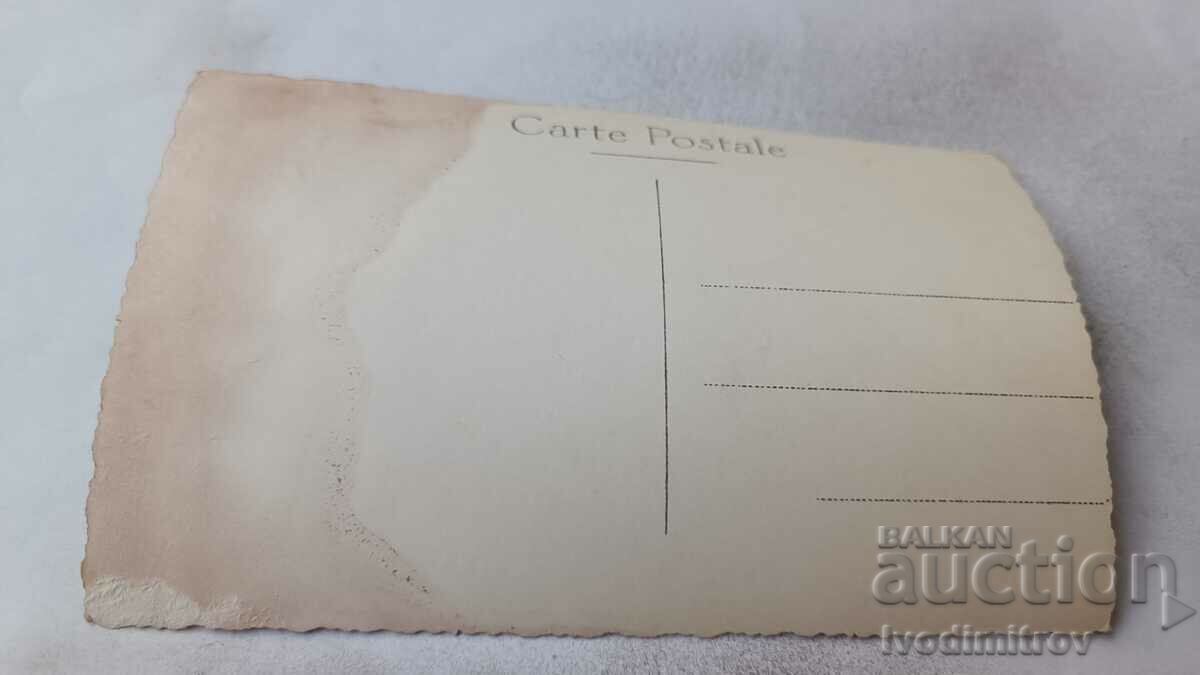 Carte Postale
BALKAN
auction
Ivodimitrov